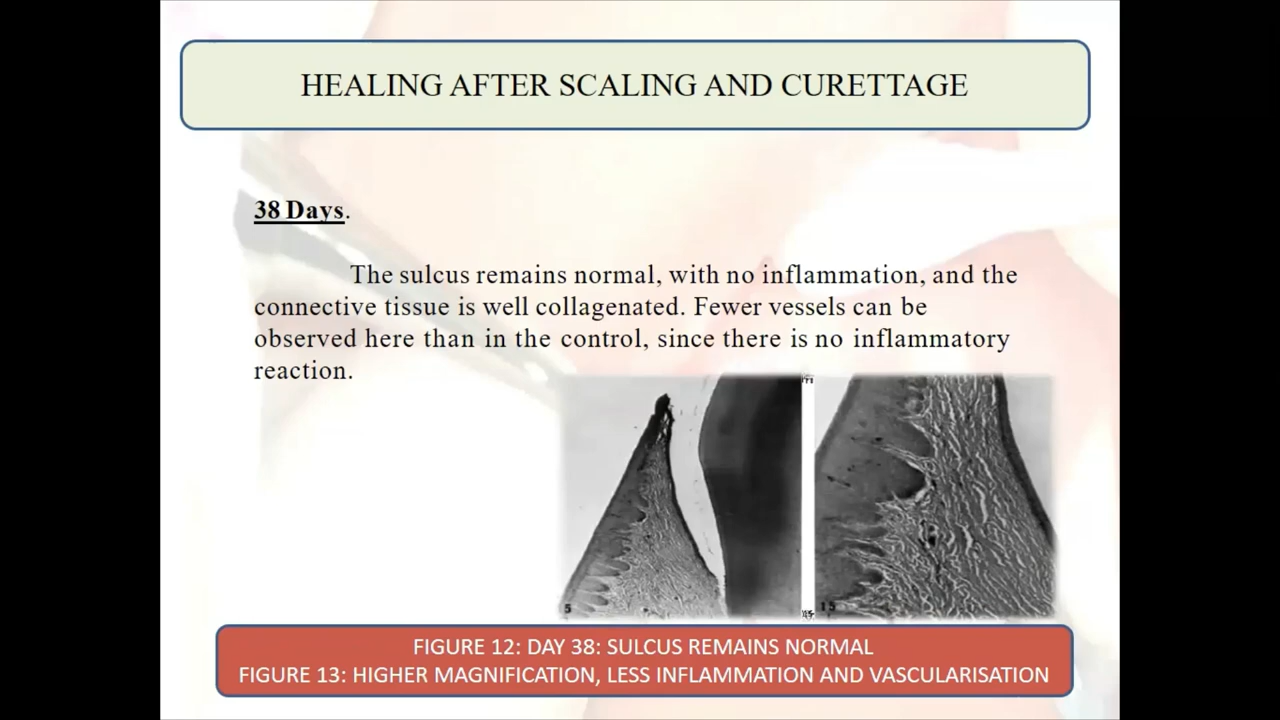 HEALING AFTER SCALING AND CURETTAGE
38 Days.
The sulcus remains normal, with no inflammation, and the
connective tissue is well collagenated. Fewer vessels can be
observed here than in the control, since there is no inflammatory
reaction.
5
15
FIGURE 12: DAY 38: SULCUS REMAINS NORMAL
FIGURE 13: HIGHER MAGNIFICATION, LESS INFLAMMATION AND VASCULARISATION